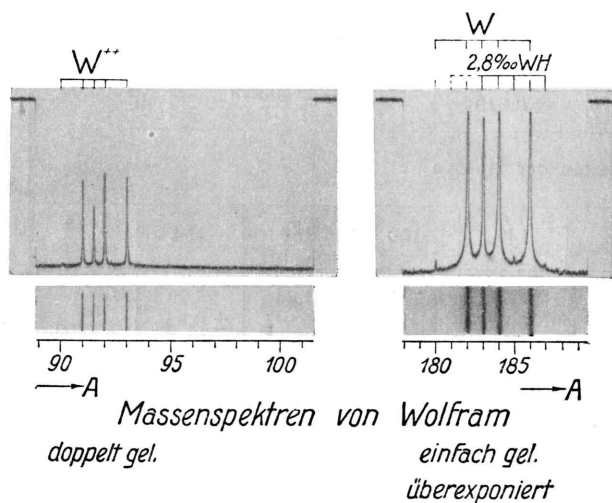 W⁺⁺
W
2,8‰WH
90 95 100
180 185
→A
→A
Massenspektren von Wolfram
doppelt gel.
einfach gel.
überexponiert